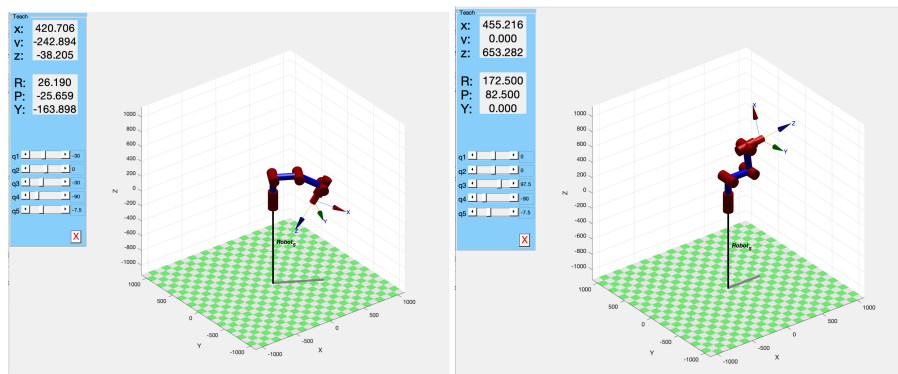 Teach
x: 420.706
y: -242.894
z: -38.205
R: 26.190
P: -25.659
Y: -163.898
q1 -30
q2 0
q3 -30
q4 -90
q5 -7.5
X
1000
800
600
400
200
0
-200
-400
-600
-800
-1000
Z
X
Y
Z
Robot5
1000
500
0
-500
-1000
Y
-1000
-500
0
500
1000
X
Teach
x: 455.216
y: 0.000
z: 653.282
R: 172.500
P: 82.500
Y: 0.000
q1 0
q2 0
q3 97.5
q4 -90
q5 -7.5
X
1000
800
600
400
200
0
-200
-400
-600
-800
-1000
Z
X
Z
Y
Robot5
1000
500
0
-500
-1000
Y
-1000
-500
0
500
1000
X